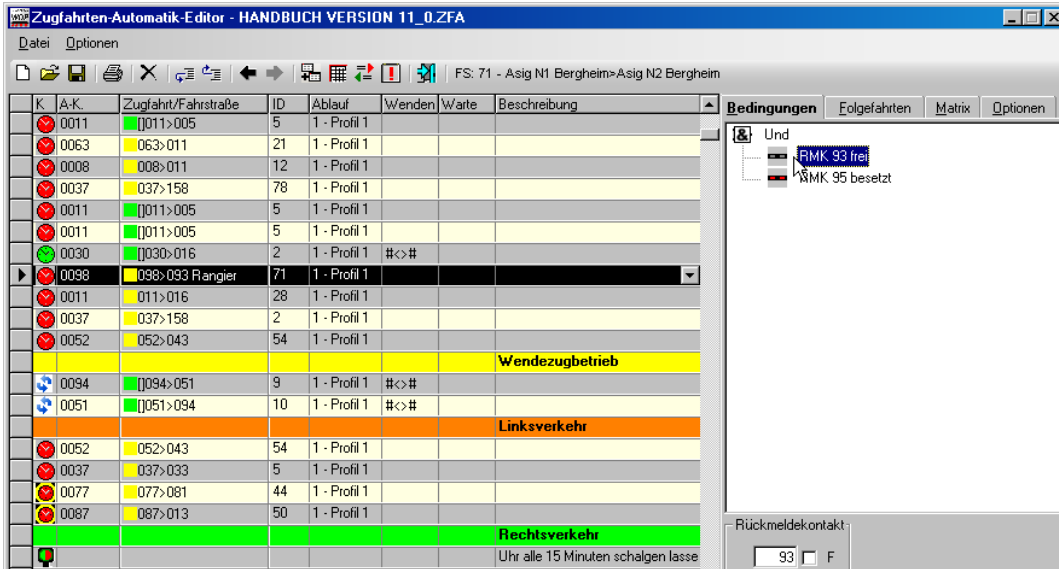 Zugfahrten-Automatik-Editor - HANDBUCH VERSION 11_0.ZFA
Datei Optionen
FS: 71 - Asig N1 Bergheim>Asig N2 Bergheim
K A-K. Zugfahrt/Fahrstraße ID Ablauf Wenden Warte Beschreibung
0011 []011>005 5 1 - Profil 1
0063 063>011 21 1 - Profil 1
0008 008>011 12 1 - Profil 1
0037 037>158 78 1 - Profil 1
0011 []011>005 5 1 - Profil 1
0011 []011>005 5 1 - Profil 1
0030 []030>016 2 1 - Profil 1 #<>#
0098 098>093 Rangier 71 1 - Profil 1
0011 011>016 28 1 - Profil 1
0037 037>158 2 1 - Profil 1
0052 052>043 54 1 - Profil 1
Wendezugbetrieb
0094 []094>051 9 1 - Profil 1 #<>#
0051 []051>094 10 1 - Profil 1 #<>#
Linksverkehr
0052 052>043 54 1 - Profil 1
0037 037>033 5 1 - Profil 1
0077 077>081 44 1 - Profil 1
0087 087>013 50 1 - Profil 1
Rechtsverkehr
Uhr alle 15 Minuten schalgen lasse
Bedingungen Folgefahrten Matrix Optionen
& Und
RMK 93 frei
RMK 95 besetzt
Rückmeldekontakt
93 F